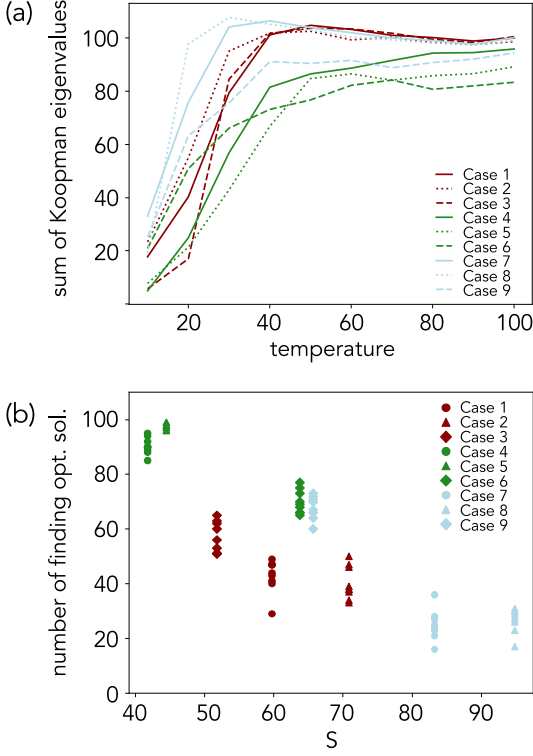 (a)
sum of Koopman eigenvalues
100
80
60
40
20
Case 1
Case 2
Case 3
Case 4
Case 5
Case 6
Case 7
Case 8
Case 9
20 40 60 80 100
temperature
(b)
number of finding opt. sol.
100
80
60
40
20
0
Case 1
Case 2
Case 3
Case 4
Case 5
Case 6
Case 7
Case 8
Case 9
40 50 60 70 80 90
S